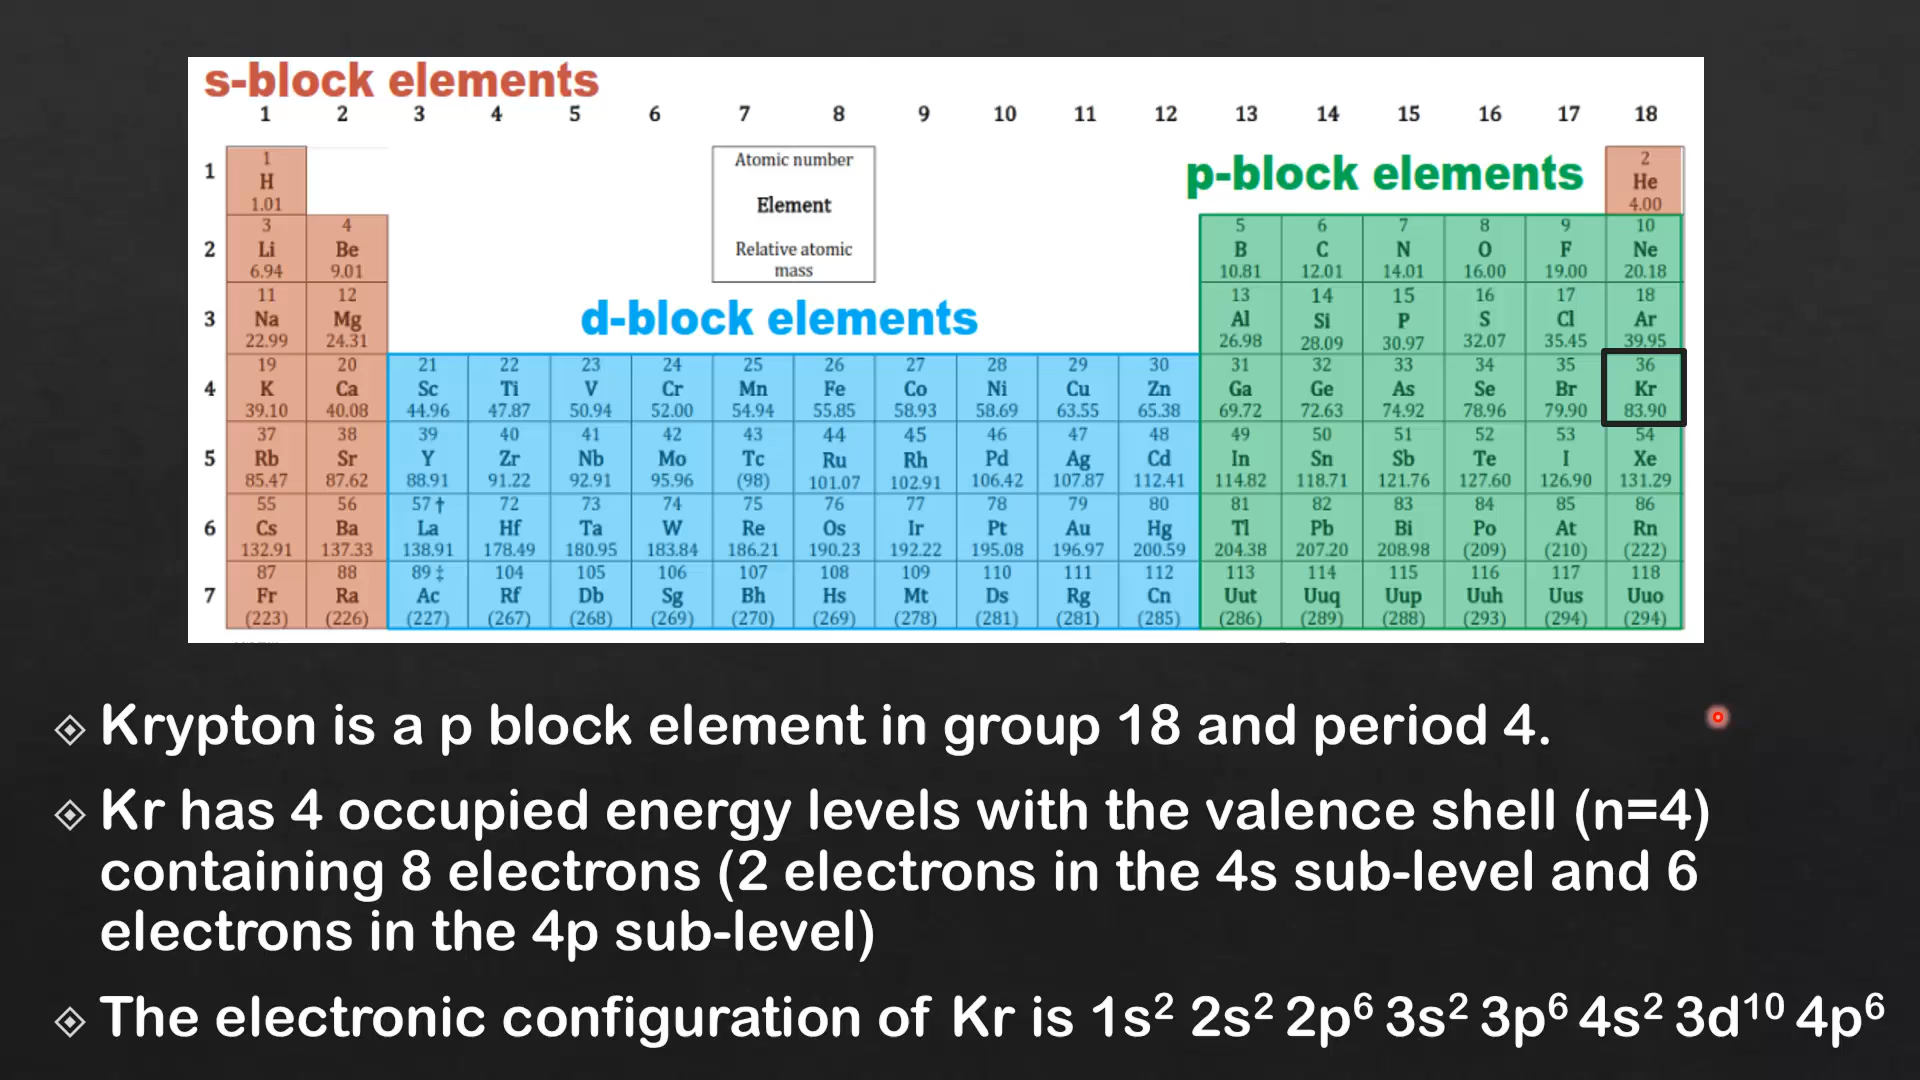 s-block elements
1 2 3 4 5 6 7 8 9 10 11 12 13 14 15 16 17 18
1 1 Atomic number p-block elements 2
H He
1.01 4.00
Element
2 3 4 5 6 7 8 9 10
Li Be Relative atomic B C N O F Ne
6.94 9.01 mass 10.81 12.01 14.01 16.00 19.00 20.18
3 11 12 d-block elements 13 14 15 16 17 18
Na Mg Al Si P S Cl Ar
22.99 24.31 26.98 28.09 30.97 32.07 35.45 39.95
4 19 20 21 22 23 24 25 26 27 28 29 30 31 32 33 34 35 36
K Ca Sc Ti V Cr Mn Fe Co Ni Cu Zn Ga Ge As Se Br Kr
39.10 40.08 44.96 47.87 50.94 52.00 54.94 55.85 58.93 58.69 63.55 65.38 69.72 72.63 74.92 78.96 79.90 83.90
5 37 38 39 40 41 42 43 44 45 46 47 48 49 50 51 52 53 54
Rb Sr Y Zr Nb Mo Tc Ru Rh Pd Ag Cd In Sn Sb Te I Xe
85.47 87.62 88.91 91.22 92.91 95.96 (98) 101.07 102.91 106.42 107.87 112.41 114.82 118.71 121.76 127.60 126.90 131.29
6 55 56 57 † 72 73 74 75 76 77 78 79 80 81 82 83 84 85 86
Cs Ba La Hf Ta W Re Os Ir Pt Au Hg Tl Pb Bi Po At Rn
132.91 137.33 138.91 178.49 180.95 183.84 186.21 190.23 192.22 195.08 196.97 200.59 204.38 207.20 208.98 (209) (210) (222)
7 87 88 89 ‡ 104 105 106 107 108 109 110 111 112 113 114 115 116 117 118
Fr Ra Ac Rf Db Sg Bh Hs Mt Ds Rg Cn Uut Uuq Uup Uuh Uus Uuo
(223) (226) (227) (267) (268) (269) (270) (269) (278) (281) (281) (285) (286) (289) (288) (293) (294) (294)
Krypton is a p block element in group 18 and period 4.
Kr has 4 occupied energy levels with the valence shell (n=4)
containing 8 electrons (2 electrons in the 4s sub-level and 6
electrons in the 4p sub-level)
The electronic configuration of Kr is 1s² 2s² 2p⁶ 3s² 3p⁶ 4s² 3d¹⁰ 4p⁶